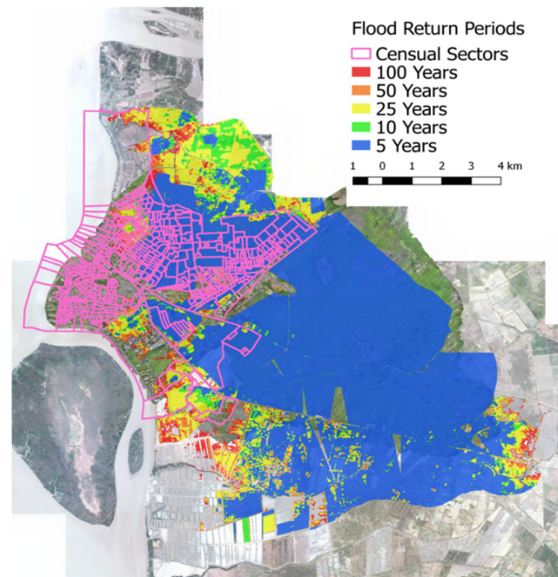 Flood Return Periods
Censual Sectors
100 Years
50 Years
25 Years
10 Years
5 Years
1 0 1 2 3 4 km